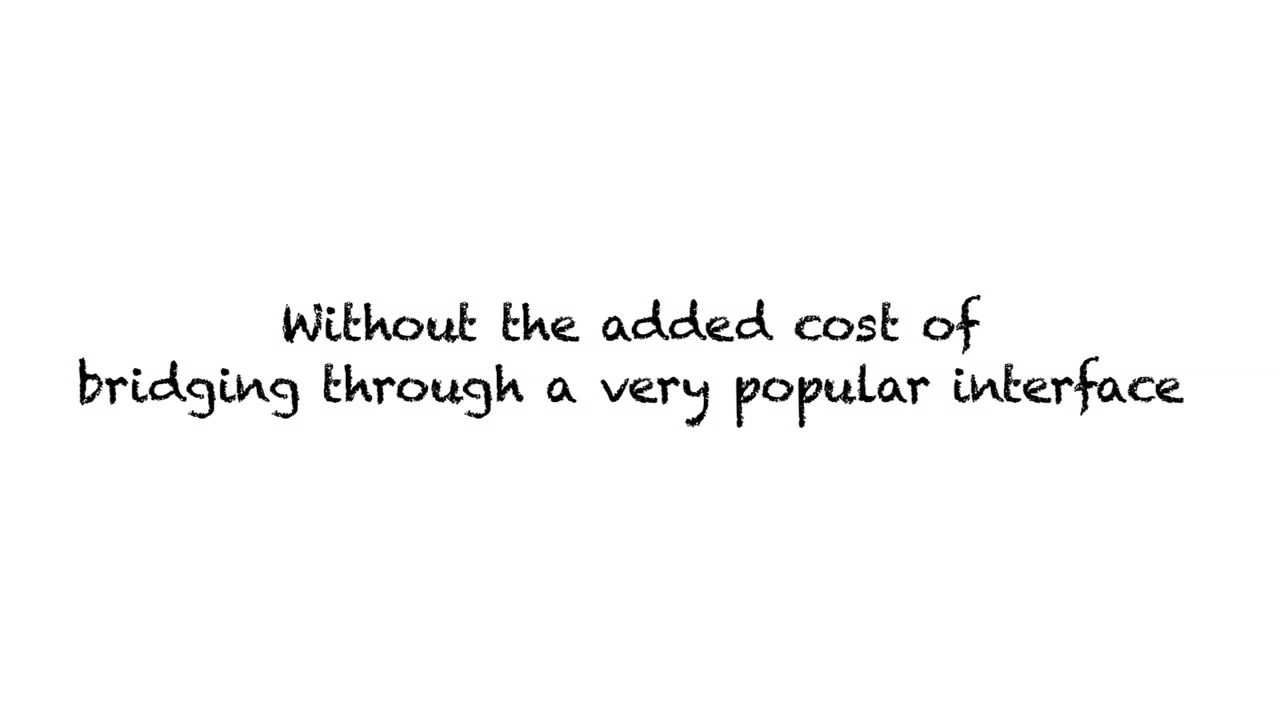 Without the added cost of
bridging through a very popular interface